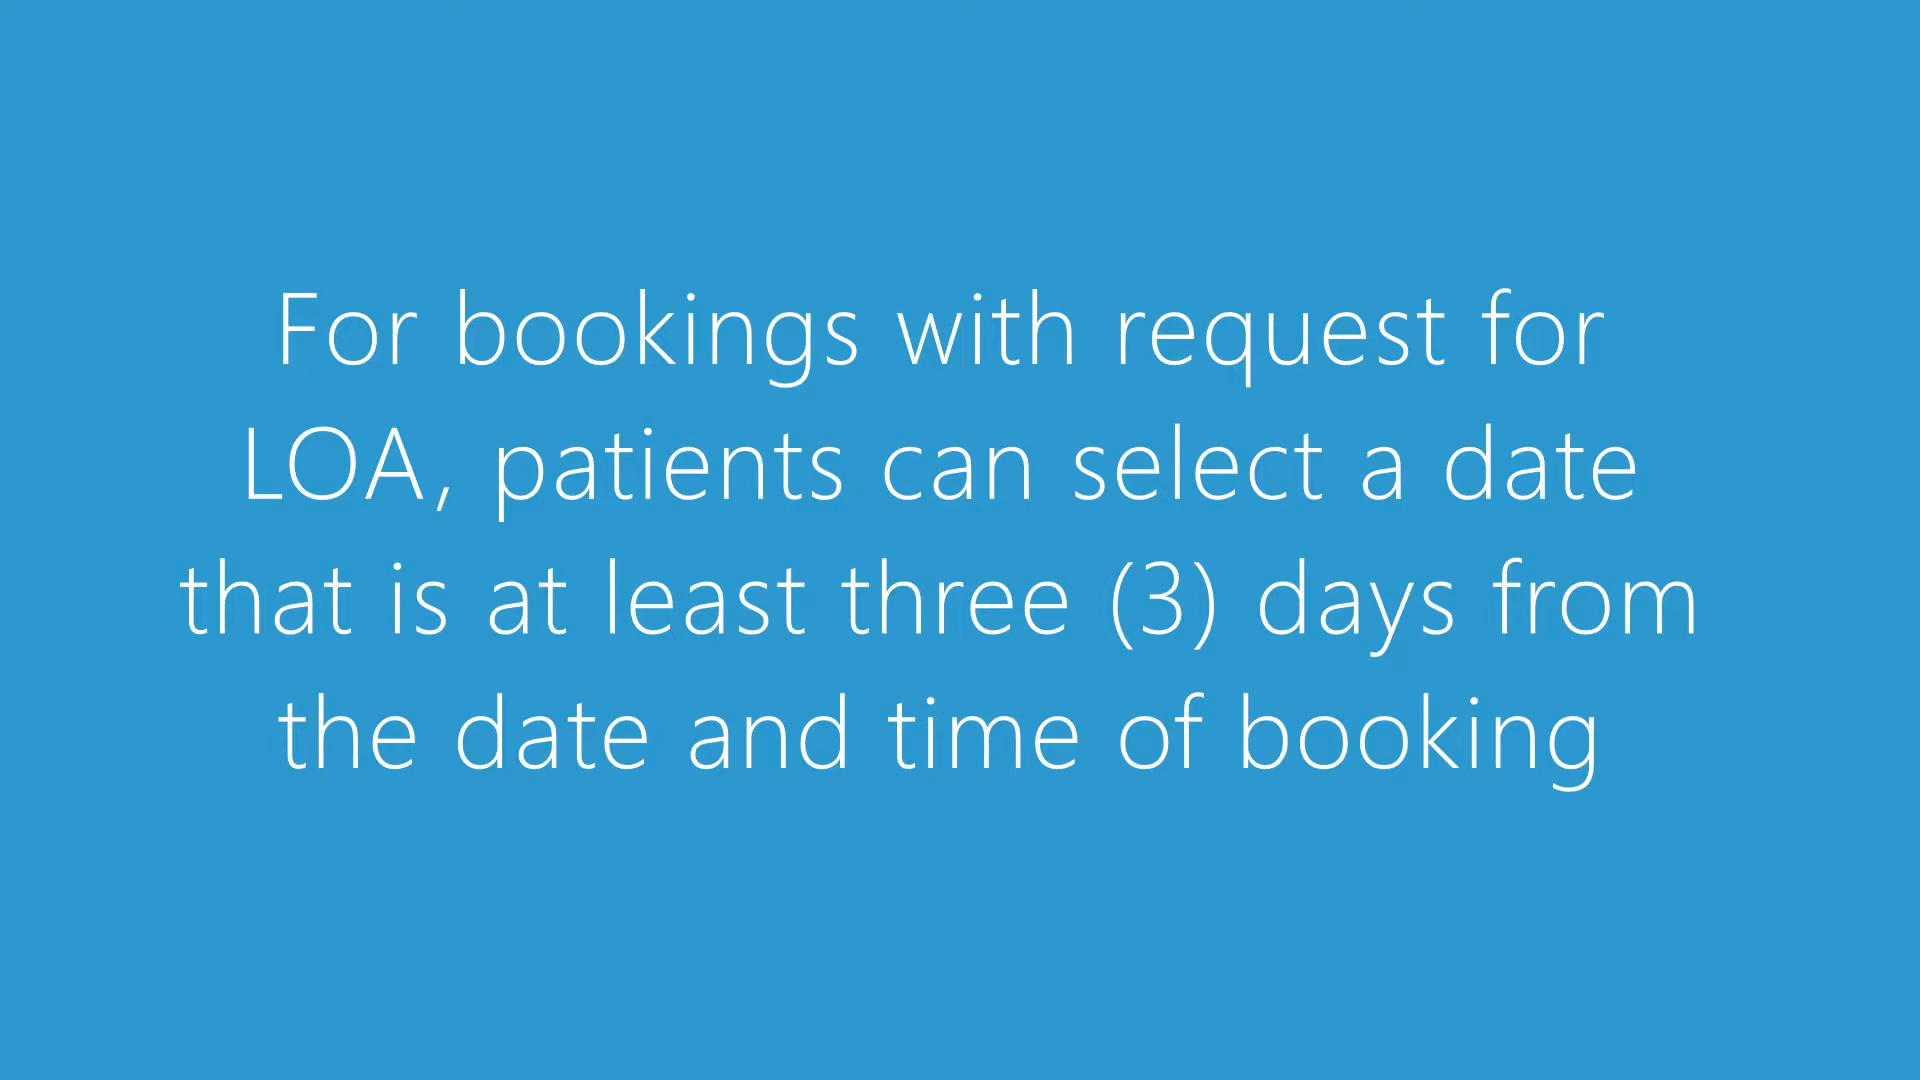 For bookings with request for
LOA, patients can select a date
that is at least three (3) days from
the date and time of booking